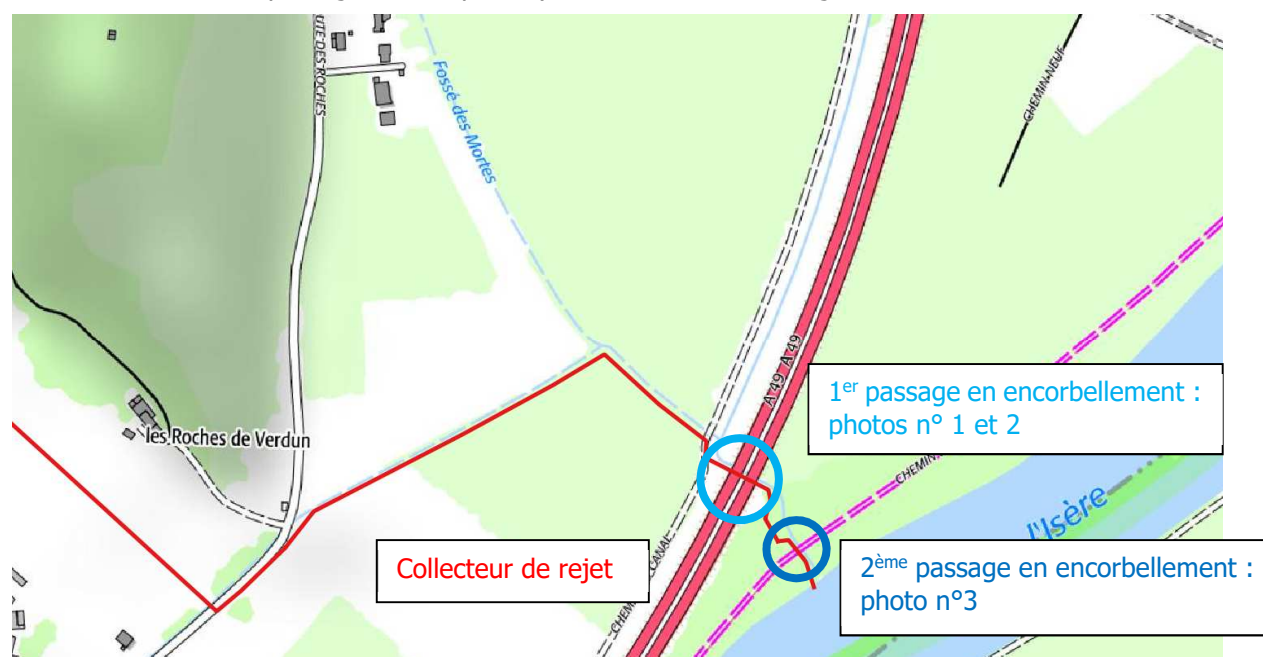 UTE DES ROCHES
Fossé des Mortes
CHEMIN-NEUF
A 49 A 49
1er passage en encorbellement :
photos n° 1 et 2
les Roches de Verdun
CHEMIN
l'Isère
Collecteur de rejet
CANAL
CHEMIN
2ème passage en encorbellement :
photo n°3